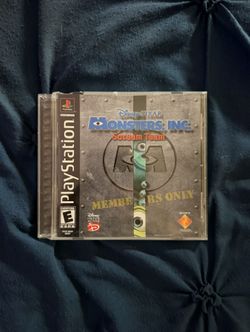 PlayStation
Disney·PIXAR
MONSTERS, INC.
Scream Team
MEMBERS ONLY
E